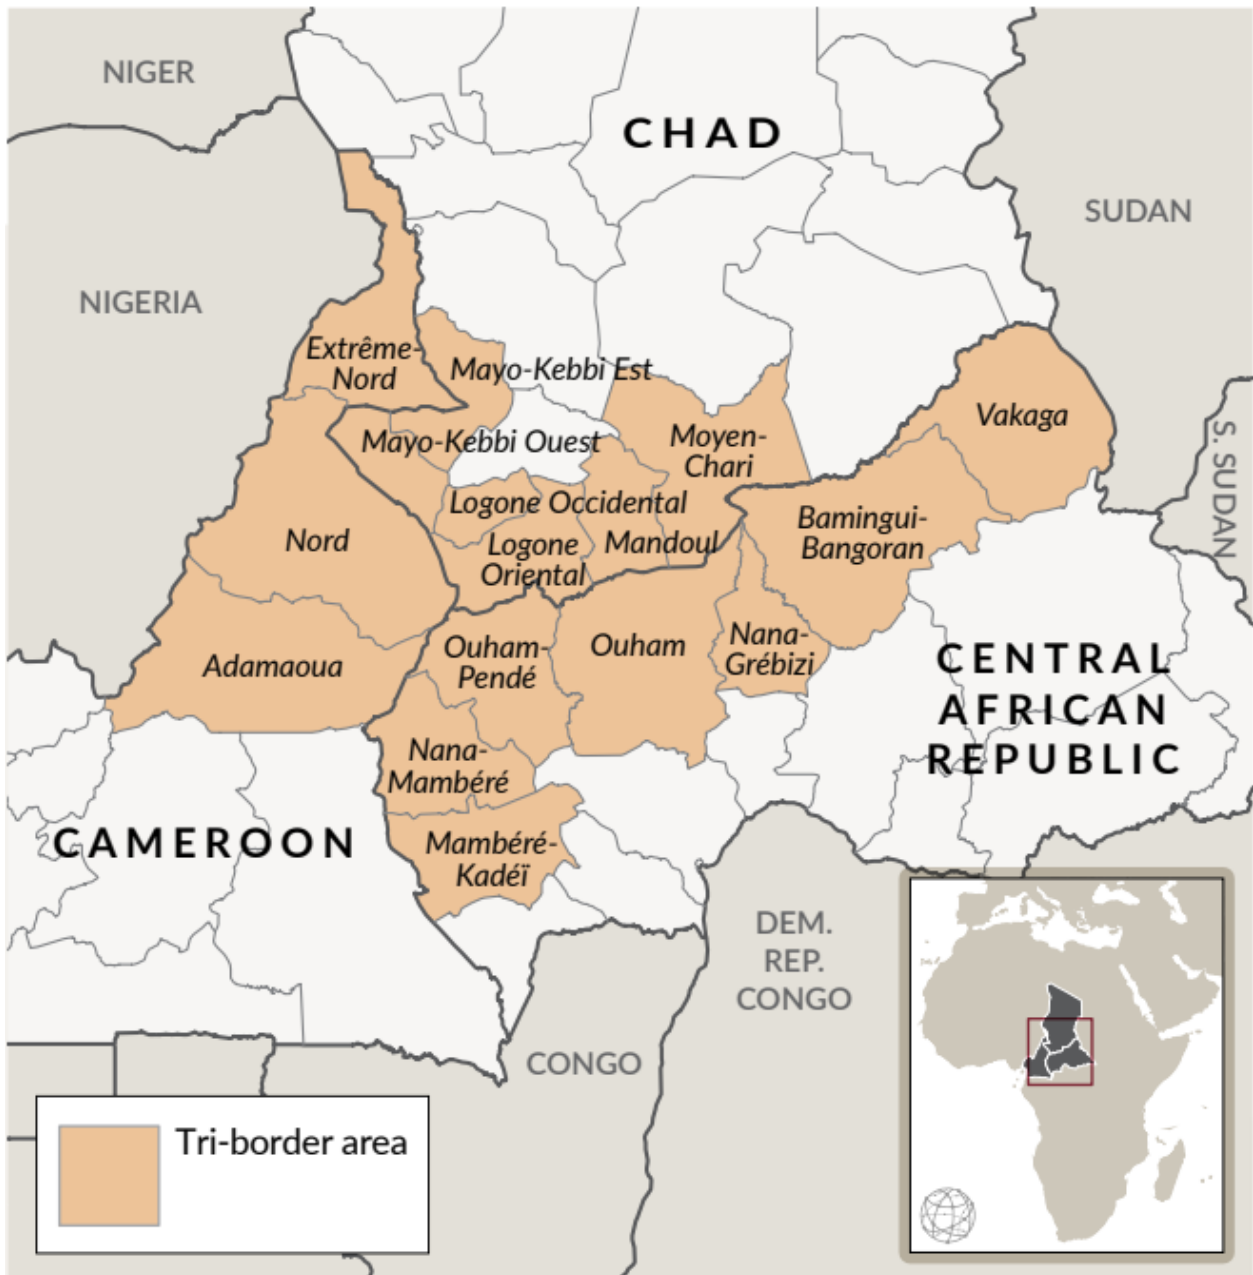 NIGER
CHAD
SUDAN
NIGERIA
Extrême-
Nord
Mayo-Kebbi Est
Vakaga
Mayo-Kebbi Ouest
Moyen-
Chari
S. SUDAN
Logone Occidental
Nord
Logone
Oriental
Mandoul
Bamingui-
Bangoran
Adamaoua
Ouham-
Pendé
Ouham
Nana-
Grébizi
CENTRAL
AFRICAN
REPUBLIC
Nana-
Mambéré
CAMEROON
Mambéré-
Kadéï
DEM.
REP.
CONGO
CONGO
Tri-border area